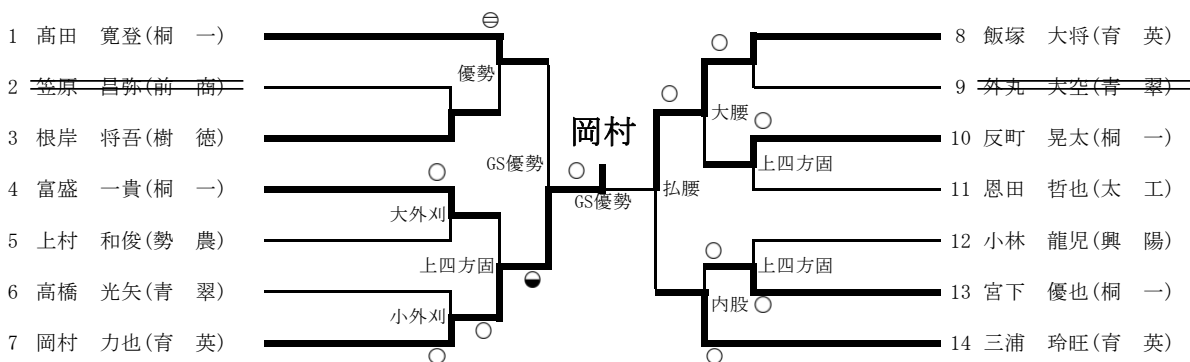 1 髙田 寛登(桐 一)
2 笠原 昌弥(前 商)
3 根岸 将吾(樹 徳)
4 富盛 一貴(桐 一)
5 上村 和俊(勢 農)
6 高橋 光矢(青 翠)
7 岡村 力也(育 英)
優勢
大外刈
上四方固
小外刈
GS優勢
岡村
GS優勢
払腰
大腰
上四方固
上四方固
内股
8 飯塚 大将(育 英)
9 外丸 大空(青 翠)
10 反町 晃太(桐 一)
11 恩田 哲也(太 工)
12 小林 龍児(興 陽)
13 宮下 優也(桐 一)
14 三浦 玲旺(育 英)